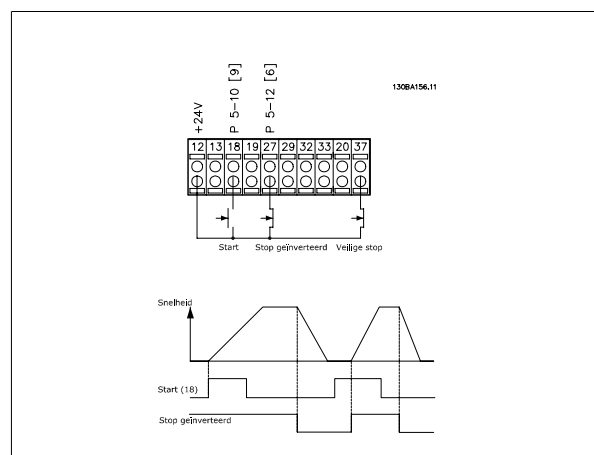 130BA156.11
+24V
P 5-10 [9]
P 5-12 [6]
12 13 18 19 27 29 32 33 20 37
Start Stop geïnverteerd Veilige stop
Snelheid
Start (18)
Stop geïnverteerd